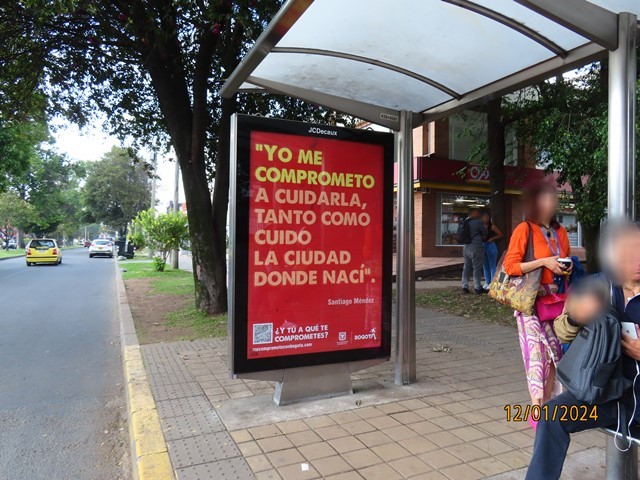 JCDecaux
"YO ME
COMPROMETO
A CUIDARLA,
TANTO COMO
CUIDÓ
LA CIUDAD
DONDE NACÍ".
Santiago Méndez
¿Y TÚ A QUÉ TE
COMPROMETES?
BOGOTÁ
12/01/2024